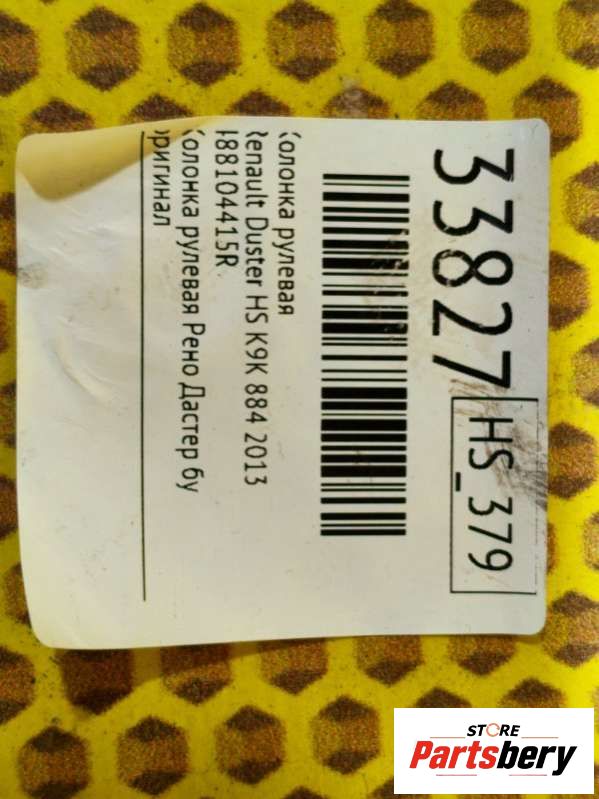 33827
HS_379
Колонка рулевая
Renault Duster HS K9K 884 2013
488104415R
Колонка рулевая Рено Дастер бу
оригинал
STORE
Partsbery